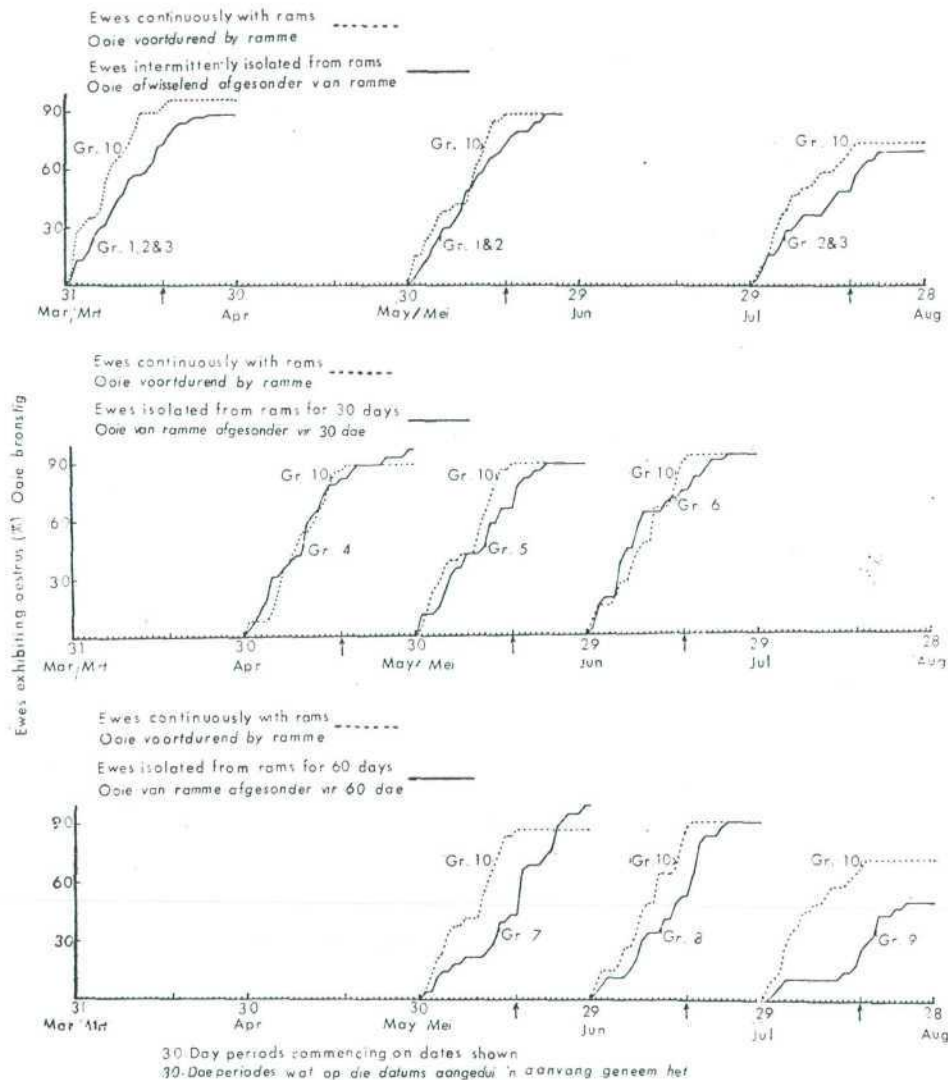 Ewes continuously with rams
Ooie voortdurend by ramme
Ewes intermittenly isolated from rams
Ooie afwisselend afgesonder van ramme
90
60
30
Gr. 10
Gr. 1,2&3
Gr. 10
Gr. 1&2
Gr. 10
Gr. 2&3
31 30 30 29 29 28
Mar/Mrt Apr May/Mei Jun Jul Aug
Ewes continuously with rams
Ooie voortdurend by ramme
Ewes isolated from rams for 30 days
Ooie van ramme afgesonder vir 30 dae
Ewes exhibiting oestrus (%) Ooie bronstig
90
60
30
Gr. 10
Gr. 4
Gr. 10
Gr. 5
Gr. 10
Gr. 6
31 30 30 29 29 28
Mar/Mrt Apr May/Mei Jun Jul Aug
Ewes continuously with rams
Ooie voortdurend by ramme
Ewes isolated from rams for 60 days
Ooie van ramme afgesonder vir 60 dae
90
60
30
Gr. 10
Gr. 7
Gr. 10
Gr. 8
Gr. 10
Gr. 9
31 30 30 29 29 28
Mar/Mrt Apr May Mei Jun Jul Aug
30 Day periods commencing on dates shown
30-Dae periodes wat op die datums aangedui 'n aanvang geneem het